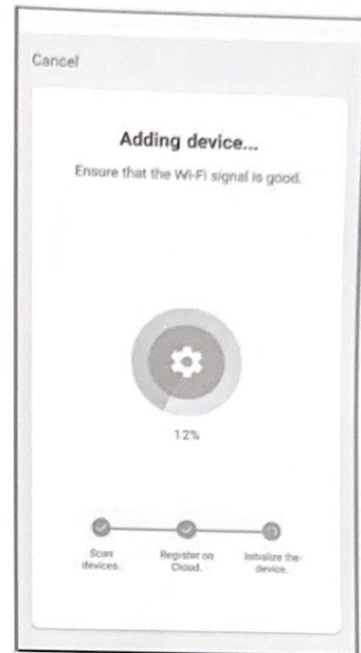 Cancel
Adding device...
Ensure that the Wi-Fi signal is good.
12%
Scan
devices.
Register on
Cloud.
Initialize the
device.